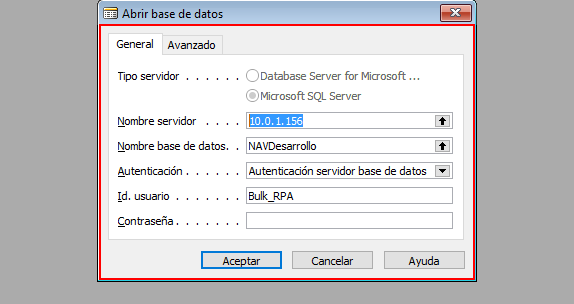 Abrir base de datos
General Avanzado
Tipo servidor . . . . . . Database Server for Microsoft ...
Microsoft SQL Server
Nombre servidor . . . . 10.0.1.156
Nombre base de datos. . NAVDesarrollo
Autenticación . . . . . . Autenticación servidor base de datos
Id. usuario . . . . . . . Bulk_RPA
Contraseña . . . . . . .
Aceptar Cancelar Ayuda